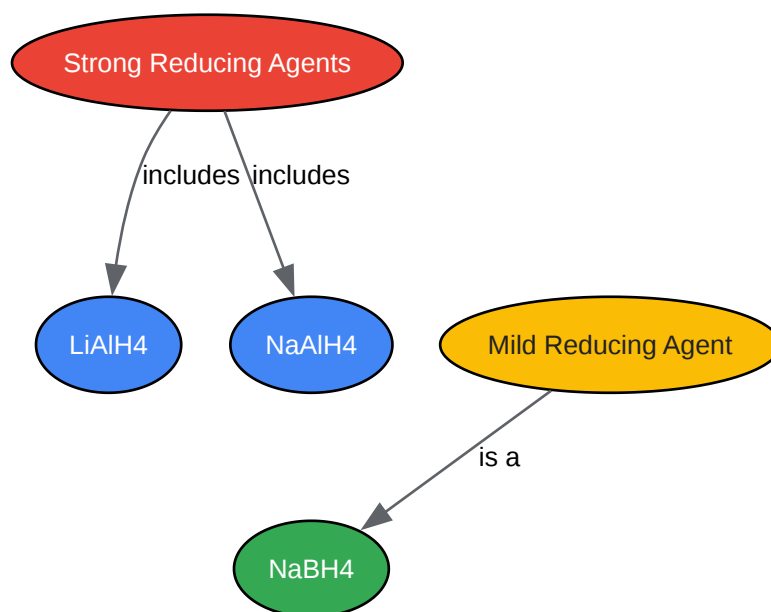 Strong Reducing Agents
includes
includes
LiAlH4
NaAlH4
Mild Reducing Agent
is a
NaBH4